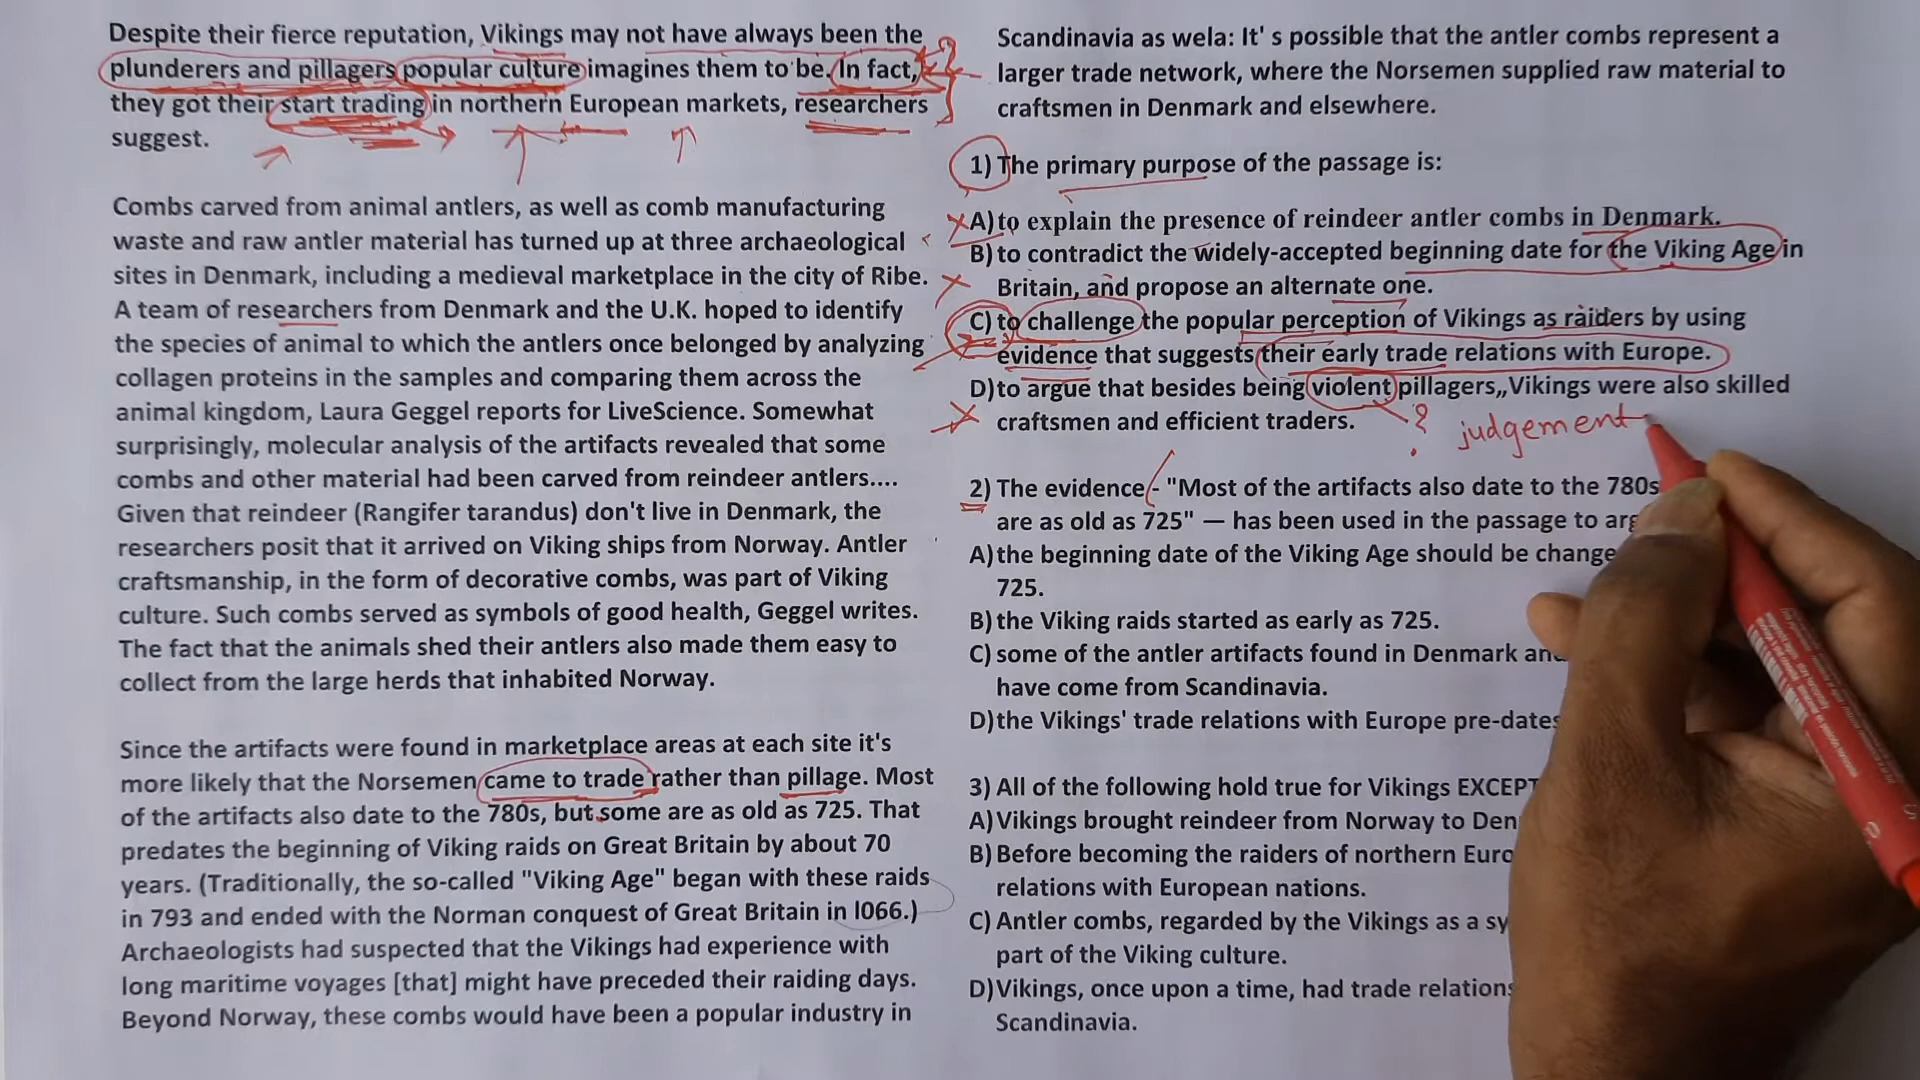 Despite their fierce reputation, Vikings may not have always been the
plunderers and pillagers popular culture imagines them to be. In fact,
they got their start trading in northern European markets, researchers
suggest.
Combs carved from animal antlers, as well as comb manufacturing
waste and raw antler material has turned up at three archaeological
sites in Denmark, including a medieval marketplace in the city of Ribe.
A team of researchers from Denmark and the U.K. hoped to identify
the species of animal to which the antlers once belonged by analyzing
collagen proteins in the samples and comparing them across the
animal kingdom, Laura Geggel reports for LiveScience. Somewhat
surprisingly, molecular analysis of the artifacts revealed that some
combs and other material had been carved from reindeer antlers....
Given that reindeer (Rangifer tarandus) don't live in Denmark, the
researchers posit that it arrived on Viking ships from Norway. Antler
craftsmanship, in the form of decorative combs, was part of Viking
culture. Such combs served as symbols of good health, Geggel writes.
The fact that the animals shed their antlers also made them easy to
collect from the large herds that inhabited Norway.
Since the artifacts were found in marketplace areas at each site it's
more likely that the Norsemen came to trade rather than pillage. Most
of the artifacts also date to the 780s, but some are as old as 725. That
predates the beginning of Viking raids on Great Britain by about 70
years. (Traditionally, the so-called "Viking Age" began with these raids
in 793 and ended with the Norman conquest of Great Britain in l066.)
Archaeologists had suspected that the Vikings had experience with
long maritime voyages [that] might have preceded their raiding days.
Beyond Norway, these combs would have been a popular industry in
Scandinavia as wela: It' s possible that the antler combs represent a
larger trade network, where the Norsemen supplied raw material to
craftsmen in Denmark and elsewhere.
1) The primary purpose of the passage is:
A) to explain the presence of reindeer antler combs in Denmark.
B) to contradict the widely-accepted beginning date for the Viking Age in
Britain, and propose an alternate one.
C) to challenge the popular perception of Vikings as raiders by using
evidence that suggests their early trade relations with Europe.
D) to argue that besides being violent pillagers,,Vikings were also skilled
craftsmen and efficient traders.
? judgement
2) The evidence - "Most of the artifacts also date to the 780s
are as old as 725" — has been used in the passage to
A) the beginning date of the Viking Age should be
725.
B) the Viking raids started as early as 725.
C) some of the antler artifacts found in Denmark
have come from Scandinavia.
D) the Vikings' trade relations with Europe
3) All of the following hold true for Vikings EXCEPT
A) Vikings brought reindeer from Norway to
B) Before becoming the raiders of northern
relations with European nations.
C) Antler combs, regarded by the Vikings as a
part of the Viking culture.
D) Vikings, once upon a time, had trade
Scandinavia.